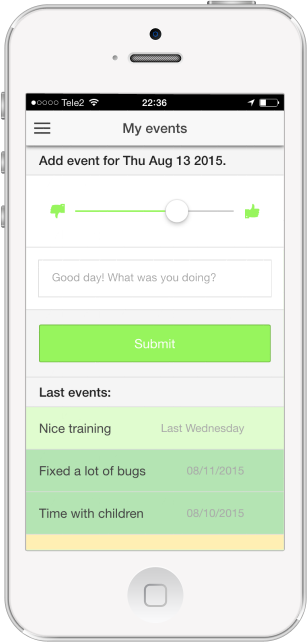 Tele2 22:36
My events
Add event for Thu Aug 13 2015.
Good day! What was you doing?
Submit
Last events:
Nice training Last Wednesday
Fixed a lot of bugs 08/11/2015
Time with children 08/10/2015